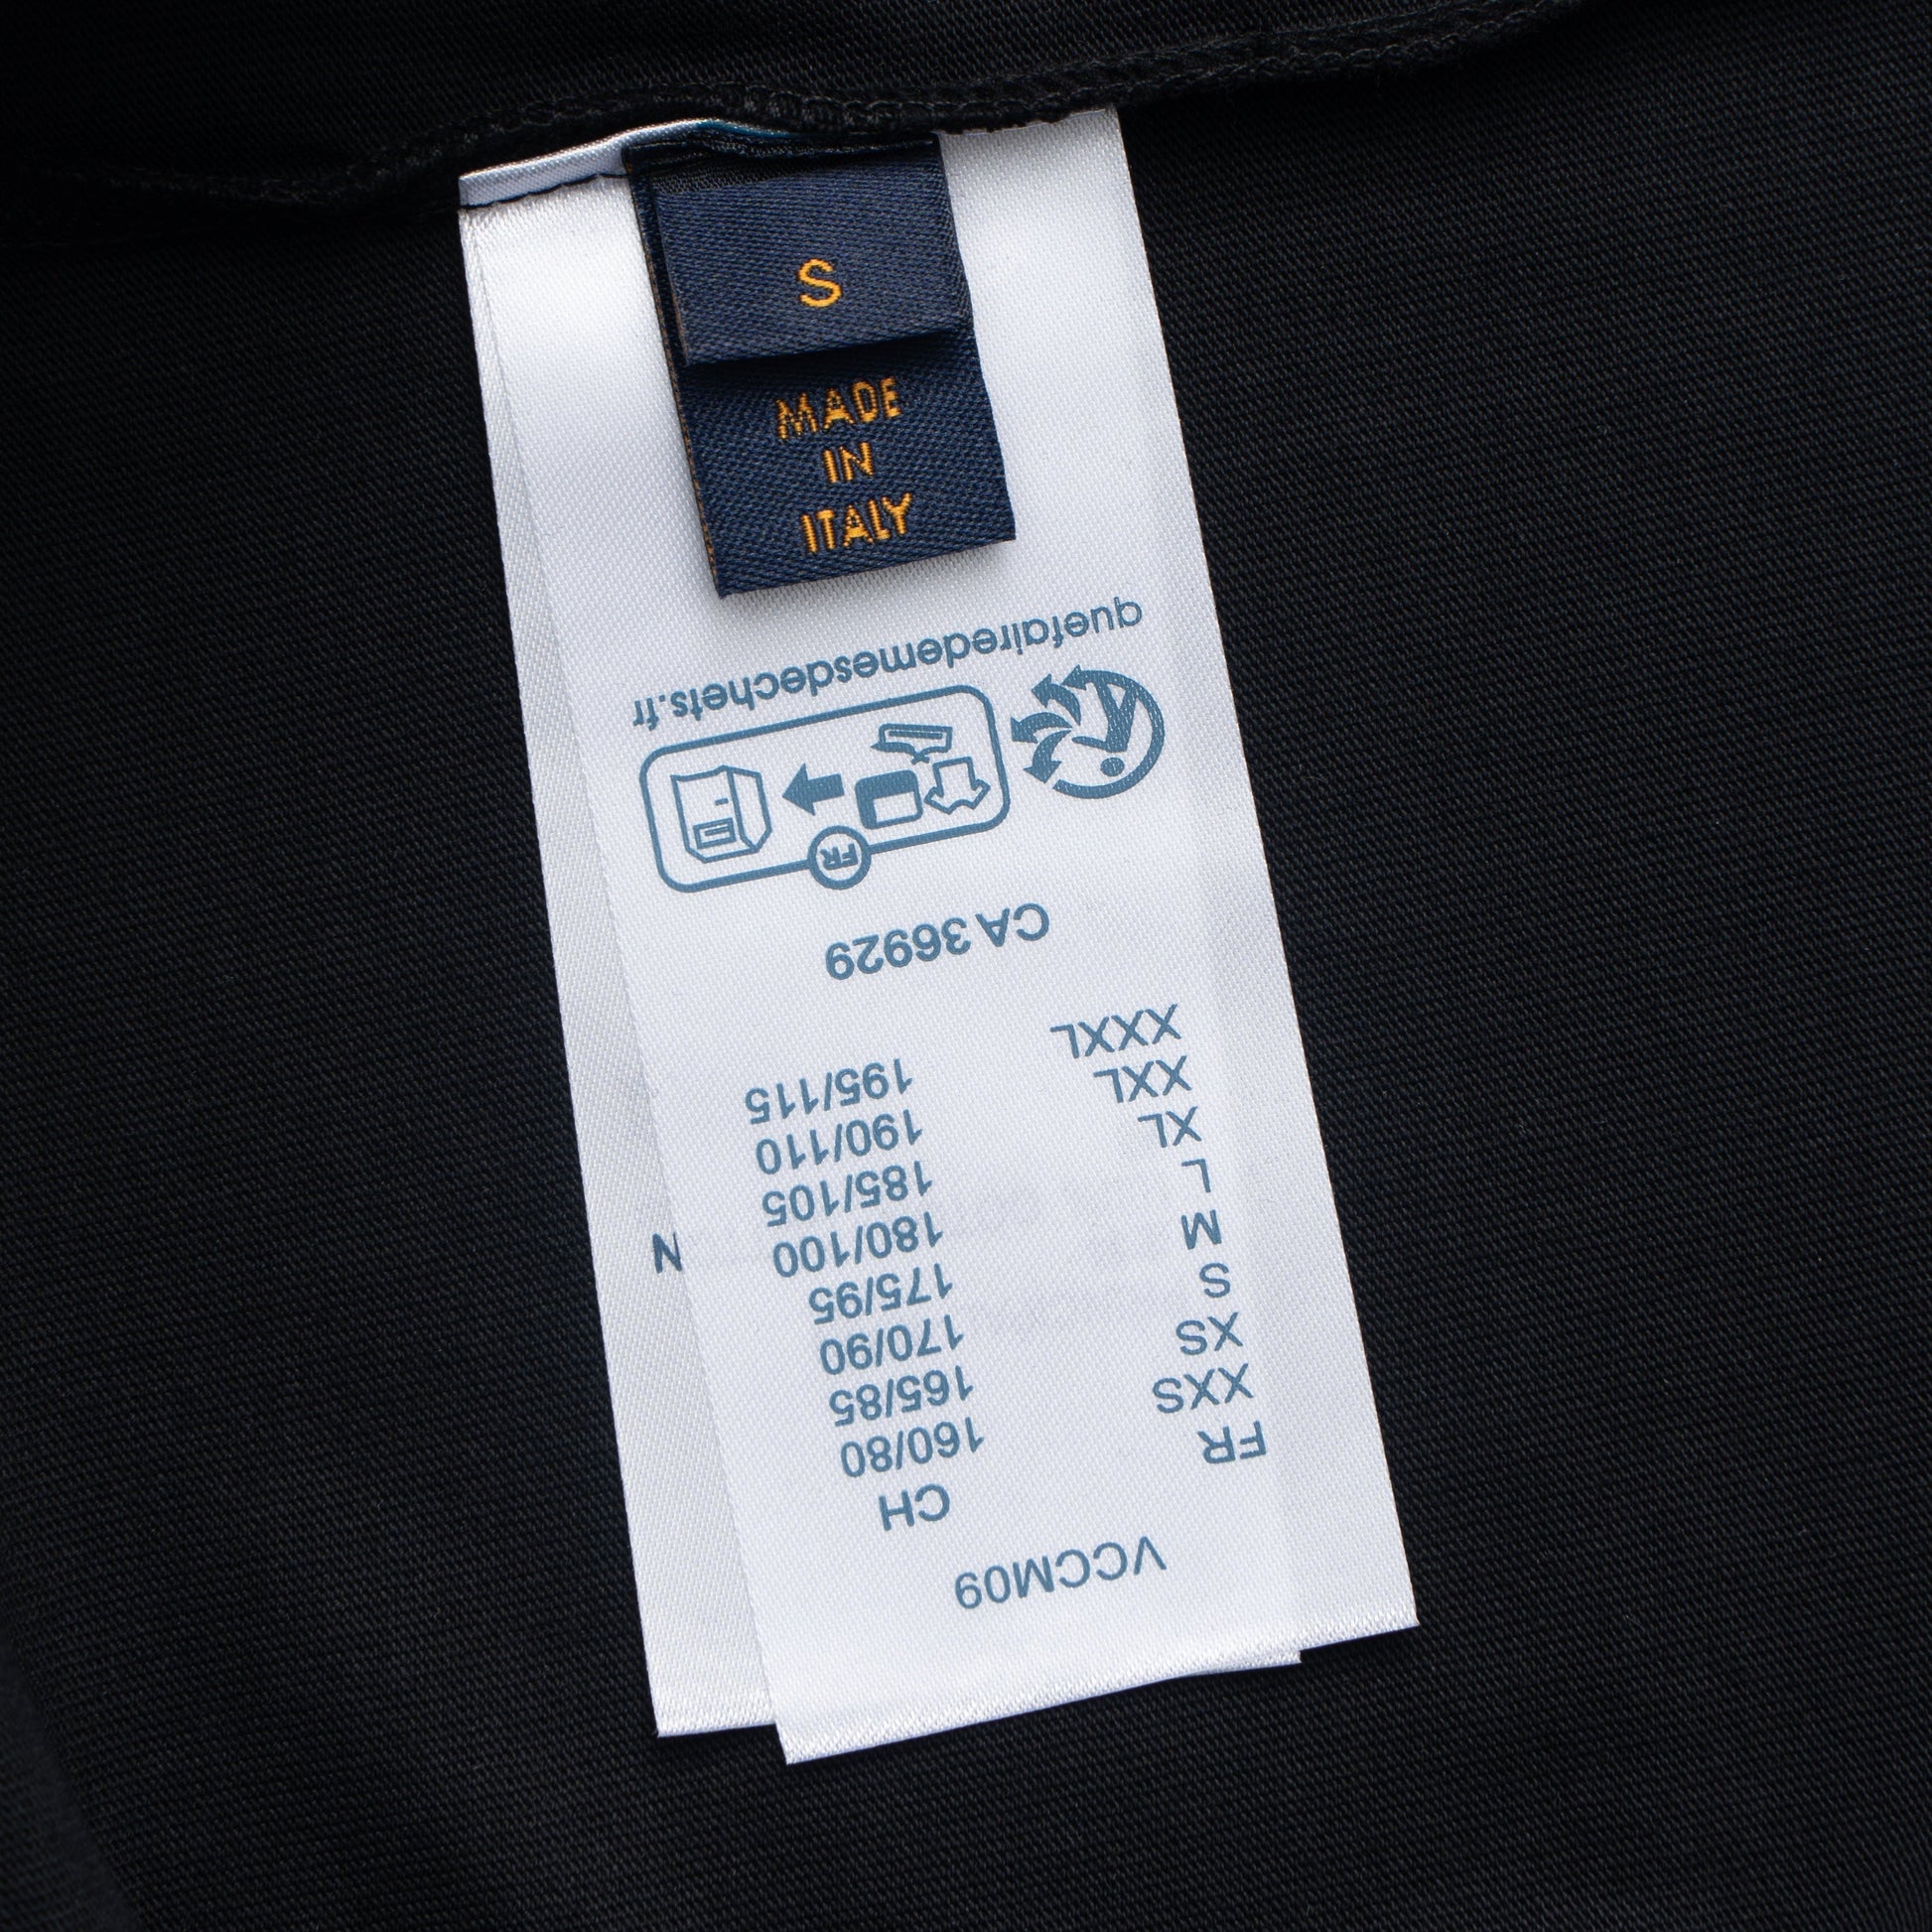 S
MADE
IN
ITALY
VCCM09
FR CH
XXS 160/80
XS 165/85
S 170/90
M 175/95
L 180/100
XL 185/105
XXL 190/110
XXXL 195/115
CA 36929
FR
quefairedemesdechets.fr
N